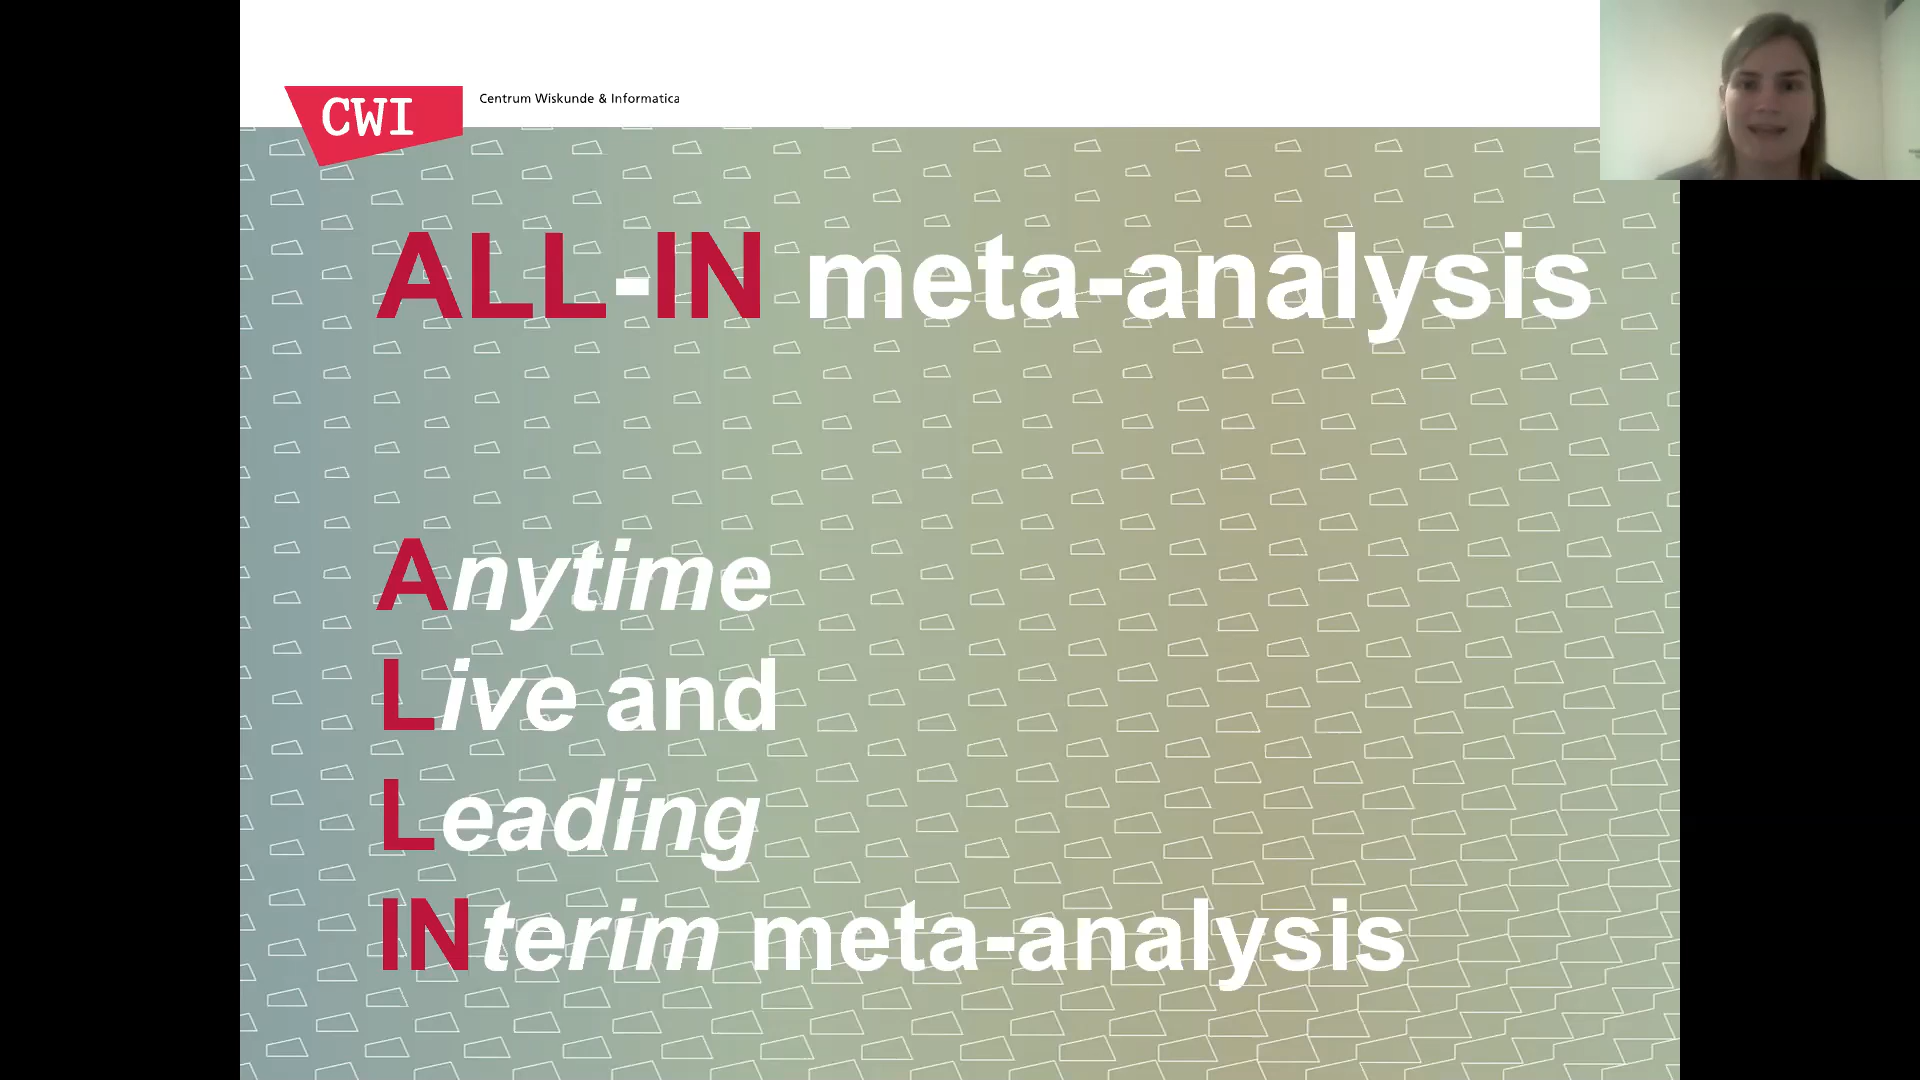 CWI
Centrum Wiskunde & Informatica
ALL-IN meta-analysis
Anytime
Live and
Leading
INterim meta-analysis